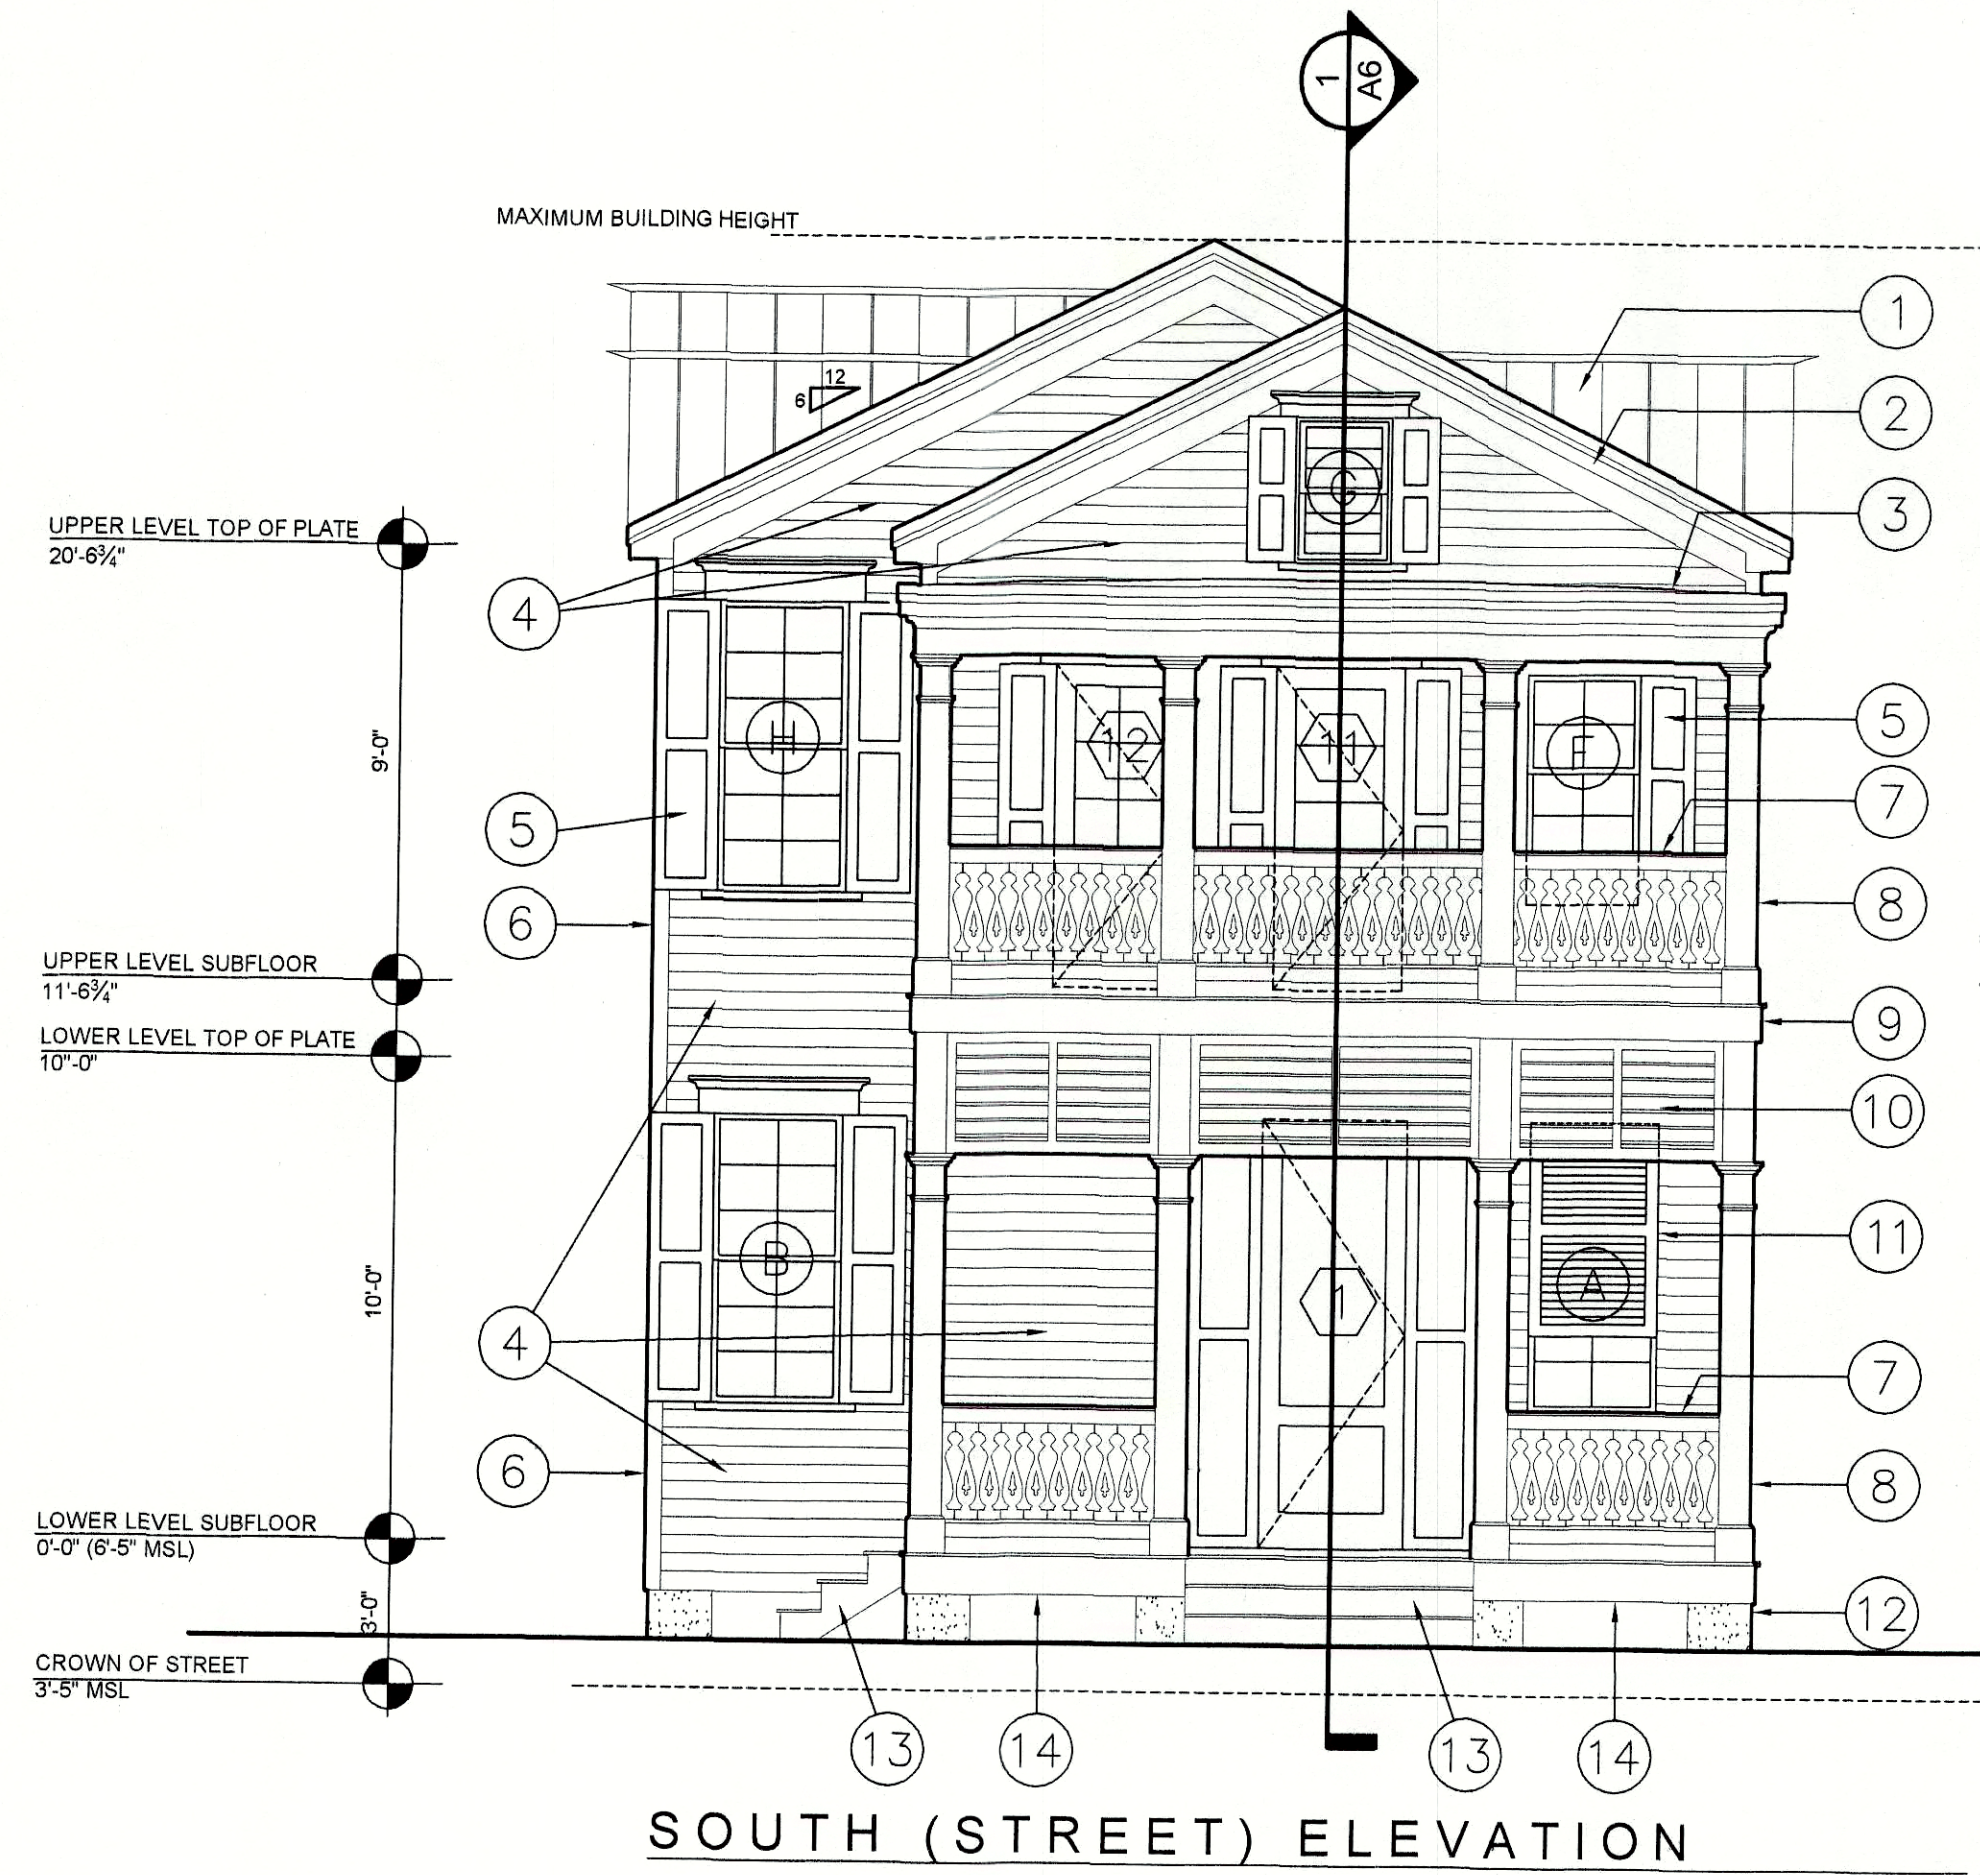 1
A6
MAXIMUM BUILDING HEIGHT
1
2
12
6
G
3
UPPER LEVEL TOP OF PLATE
20'-6¾"
4
H
12
11
F
5
9'-0"
7
5
6
8
UPPER LEVEL SUBFLOOR
11'-6¾"
9
LOWER LEVEL TOP OF PLATE
10"-0"
10
11
B
A
1
10'-0"
4
7
6
8
LOWER LEVEL SUBFLOOR
0'-0" (6'-5" MSL)
3'-0"
12
CROWN OF STREET
3'-5" MSL
13
14
13
14
SOUTH (STREET) ELEVATION